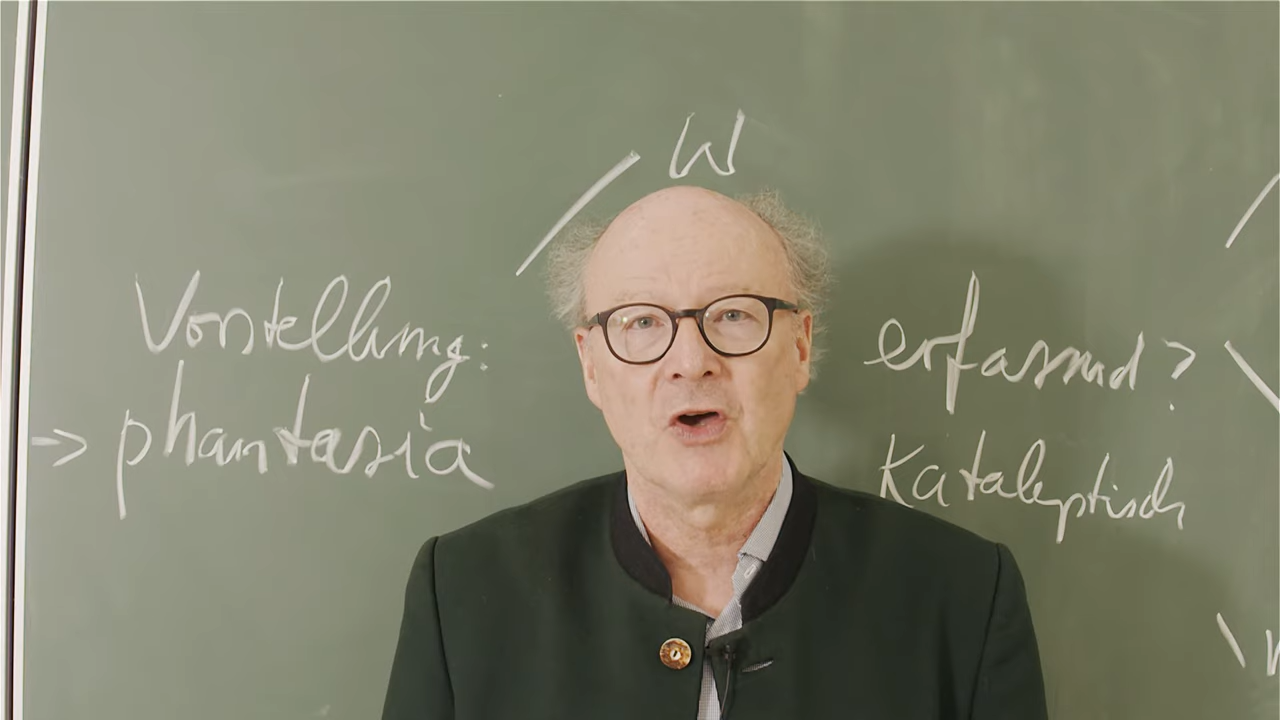 W
Vorstellung:
-> phantasia
erfassend?
Kataleptisch